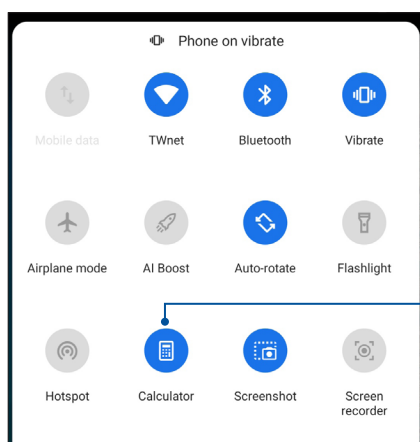 Phone on vibrate
Mobile data TWnet Bluetooth Vibrate
Airplane mode AI Boost Auto-rotate Flashlight
Hotspot Calculator Screenshot Screen
recorder